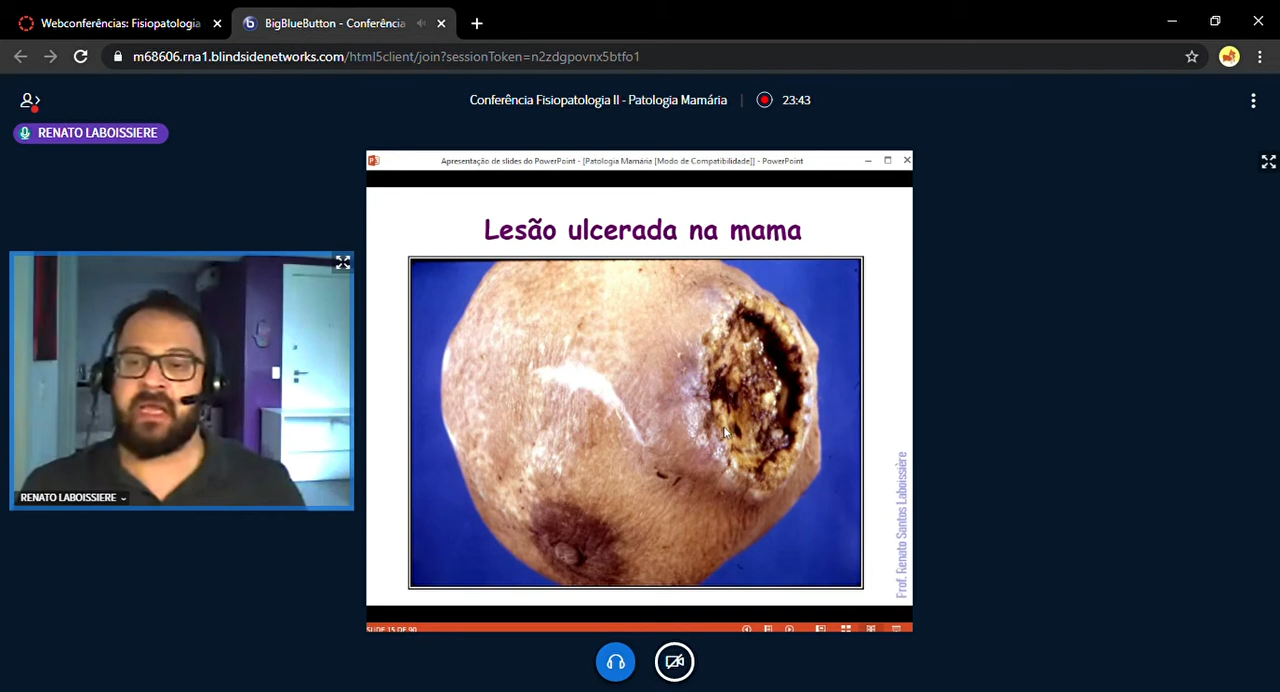 Webconferências: Fisiopatologia
BigBlueButton - Conferência
m68606.rna1.blindsidenetworks.com/html5client/join?sessionToken=n2zdgpovnx5btfo1
Conferência Fisiopatologia II - Patologia Mamária
23:43
RENATO LABOISSIERE
Apresentação de slides do PowerPoint - [Patologia Mamária [Modo de Compatibilidade]] - PowerPoint
Lesão ulcerada na mama
Prof. Renato Santos Laboissière
RENATO LABOISSIERE
SLIDE 15 DE 90